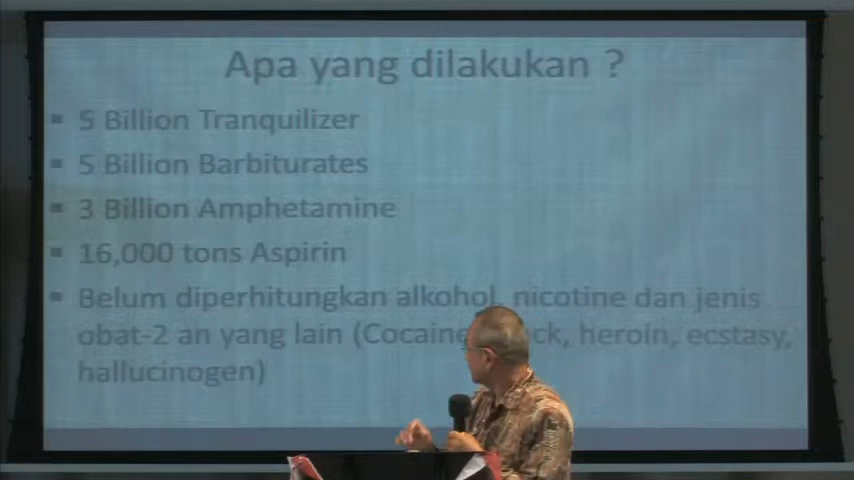 Apa yang dilakukan ?
5 Billion Tranquilizer
5 Billion Barbiturates
3 Billion Amphetamine
16,000 tons Aspirin
Belum diperhitungkan alkohol, nicotine dan jenis
obat-2 an yang lain (Cocaine heroin, ecstasy,
hallucinogen)